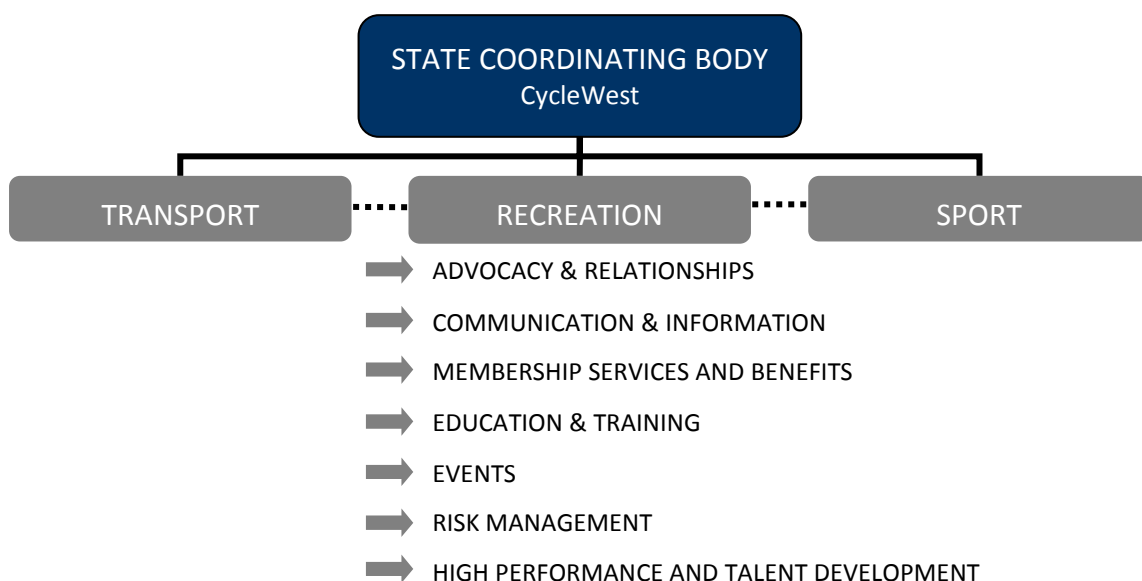 STATE COORDINATING BODY
CycleWest
TRANSPORT
RECREATION
SPORT
ADVOCACY & RELATIONSHIPS
COMMUNICATION & INFORMATION
MEMBERSHIP SERVICES AND BENEFITS
EDUCATION & TRAINING
EVENTS
RISK MANAGEMENT
HIGH PERFORMANCE AND TALENT DEVELOPMENT